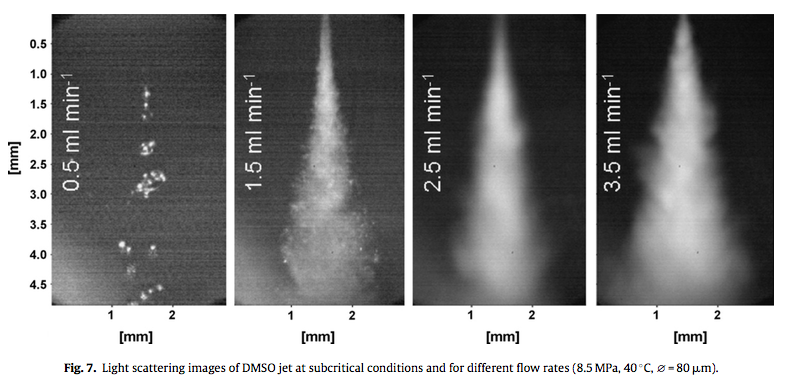 0.5 ml min-1
1.5 ml min-1
2.5 ml min-1
3.5 ml min-1
[mm]
0.5
1.0
1.5
2.0
2.5
3.0
3.5
4.0
4.5
1 2 1 2 1 2 1 2
[mm] [mm] [mm] [mm]
Fig. 7. Light scattering images of DMSO jet at subcritical conditions and for different flow rates (8.5 MPa, 40 °C, ⌀ = 80 μm).